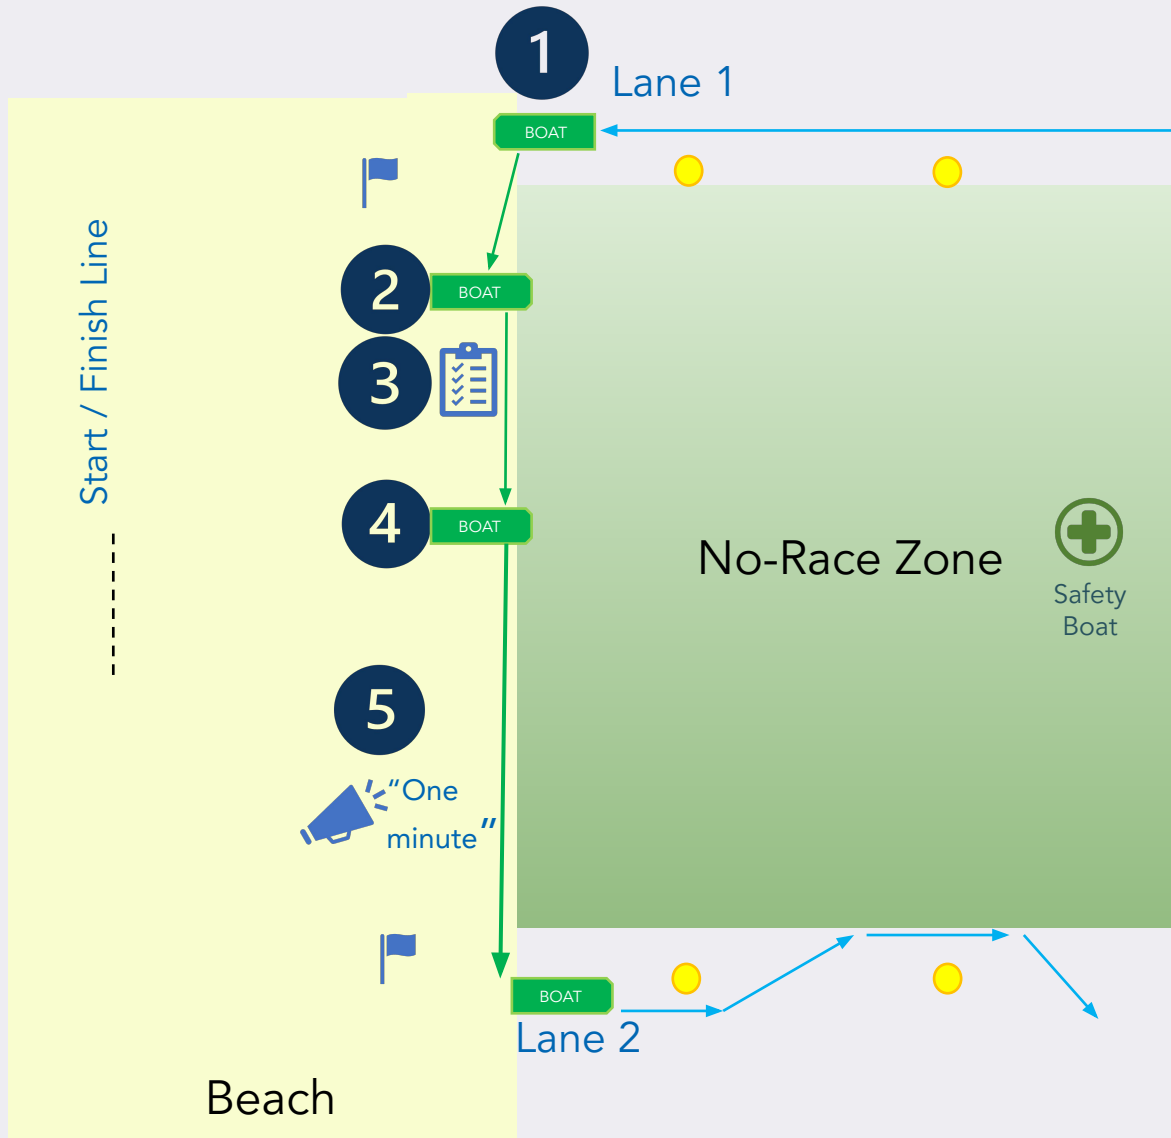 1
Lane 1
BOAT
Start / Finish Line
2
BOAT
3
4
BOAT
No-Race Zone
Safety
Boat
5
“One
minute”
BOAT
Lane 2
Beach